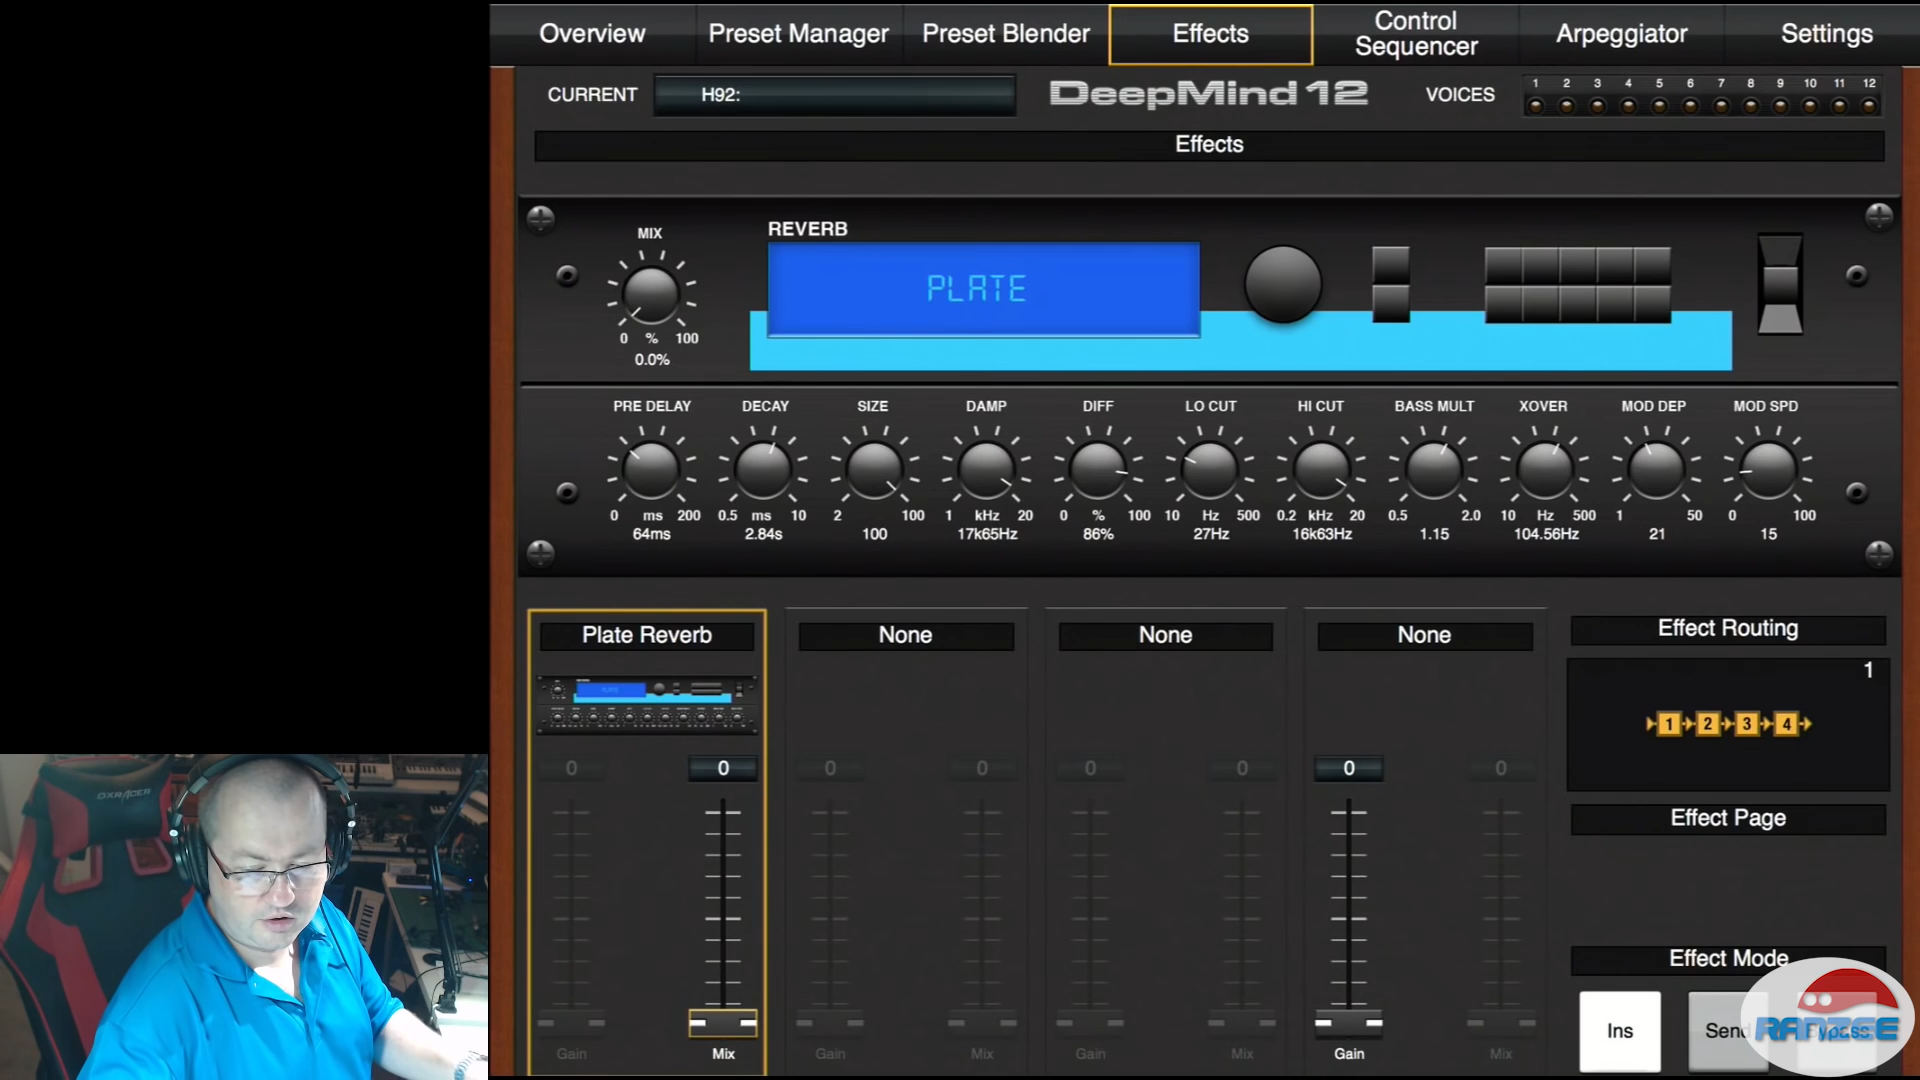 Overview
Preset Manager
Preset Blender
Effects
Control
Sequencer
Arpeggiator
Settings
CURRENT
H92:
DeepMind 12
VOICES
1 2 3 4 5 6 7 8 9 10 11 12
Effects
MIX
0 % 100
0.0%
REVERB
PLATE
PRE DELAY DECAY SIZE DAMP DIFF LO CUT HI CUT BASS MULT XOVER MOD DEP MOD SPD
0 ms 200 0.5 ms 10 2 100 1 kHz 20 0 % 100 10 Hz 500 0.2 kHz 20 0.5 2.0 10 Hz 500 1 50 0 100
64ms 2.84s 100 17k65Hz 86% 27Hz 16k63Hz 1.15 104.56Hz 21 15
Plate Reverb
None
None
None
Effect Routing
1
1 2 3 4
0 0 0 0 0 0 0 0
Effect Page
Effect Mode
Ins
Send
Bypass
RANZEE
Gain Mix Gain Mix Gain Mix Gain Mix
DXRACER